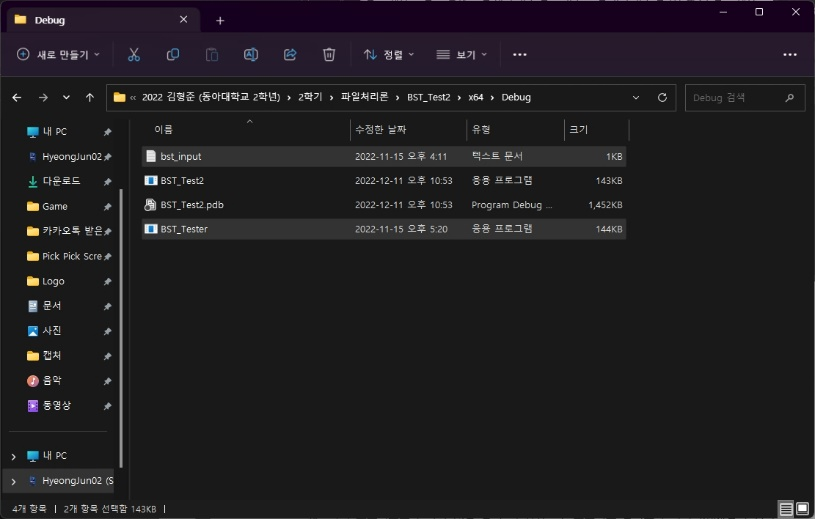 Debug
새로 만들기
정렬
보기
« 2022 김형준 (동아대학교 2학년) › 2학기 › 파일처리론 › BST_Test2 › x64 › Debug
Debug 검색
이름 수정한 날짜 유형 크기
bst_input 2022-11-15 오후 4:11 텍스트 문서 1KB
BST_Test2 2022-12-11 오후 10:53 응용 프로그램 143KB
BST_Test2.pdb 2022-12-11 오후 10:53 Program Debug ... 1,452KB
BST_Tester 2022-11-15 오후 5:20 응용 프로그램 144KB
내 PC
HyeongJun02
다운로드
Game
카카오톡 받은
Pick Pick Scre
Logo
문서
사진
캡처
음악
동영상
내 PC
HyeongJun02 (S
4개 항목 | 2개 항목 선택함 143KB |